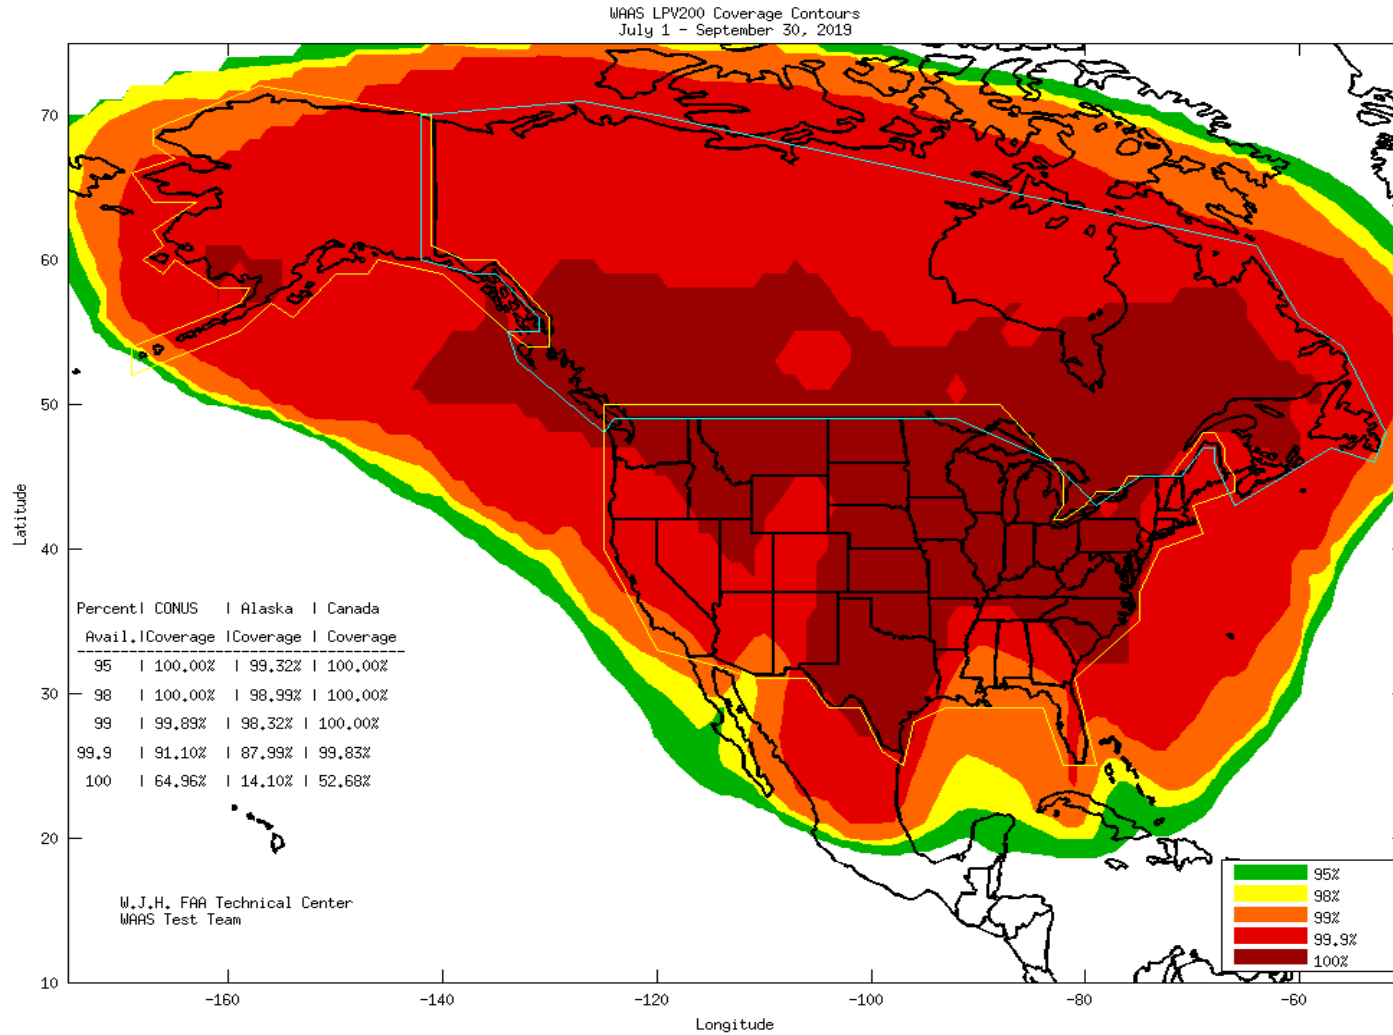 WAAS LPV200 Coverage Contours
July 1 - September 30, 2019
70
60
50
40
30
20
10
Latitude
Percent| CONUS | Alaska | Canada
Avail.|Coverage |Coverage | Coverage
95 | 100.00% | 99.32% | 100.00%
98 | 100.00% | 98.99% | 100.00%
99 | 99.89% | 98.32% | 100.00%
99.9 | 91.10% | 87.99% | 99.83%
100 | 64.96% | 14.10% | 52.68%
W.J.H. FAA Technical Center
WAAS Test Team
95%
98%
99%
99.9%
100%
-160 -140 -120 -100 -80 -60
Longitude